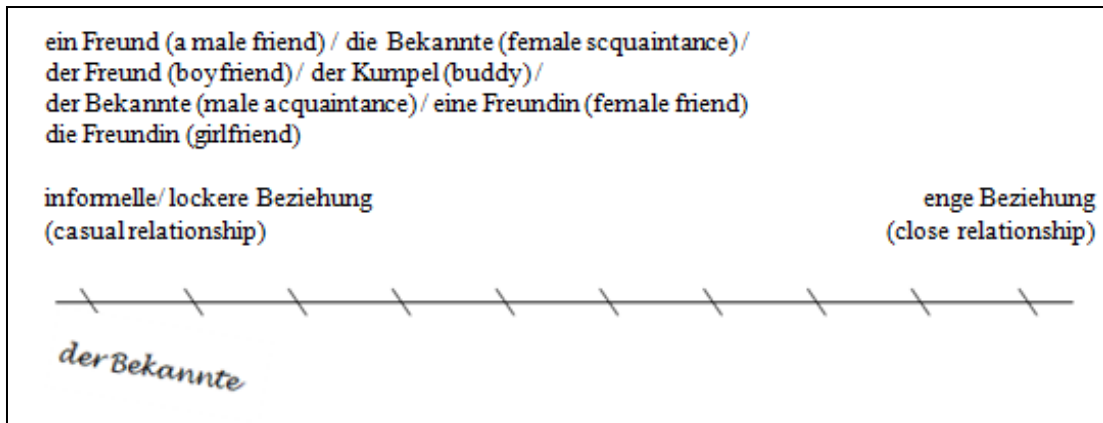 ein Freund (a male friend) / die Bekannte (female scquaintance) /
der Freund (boyfriend) / der Kumpel (buddy) /
der Bekannte (male acquaintance) / eine Freundin (female friend)
die Freundin (girlfriend)
informelle/ lockere Beziehung
(casual relationship)
enge Beziehung
(close relationship)
der Bekannte